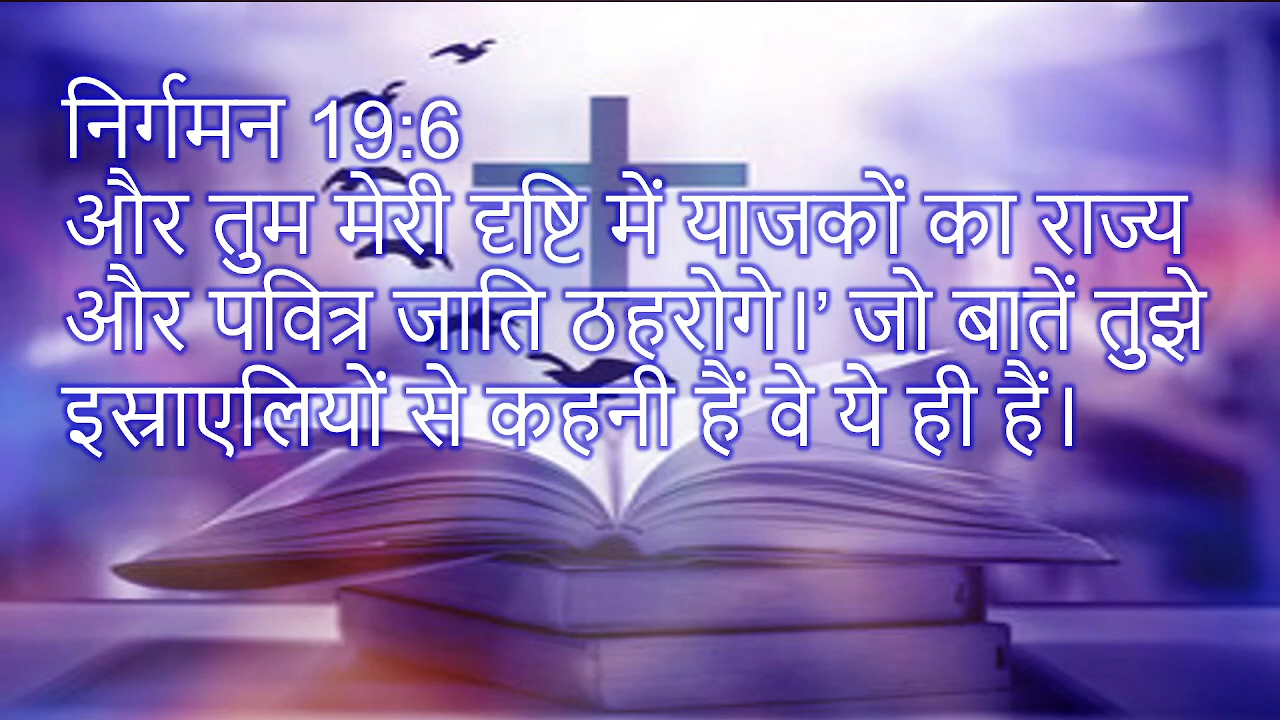 निर्गमन 19:6
और तुम मेरी दृष्टि में याजकों का राज्य
और पवित्र जाति ठहरोगे।’ जो बातें तुझे
इस्राएलियों से कहनी हैं वे ये ही हैं।